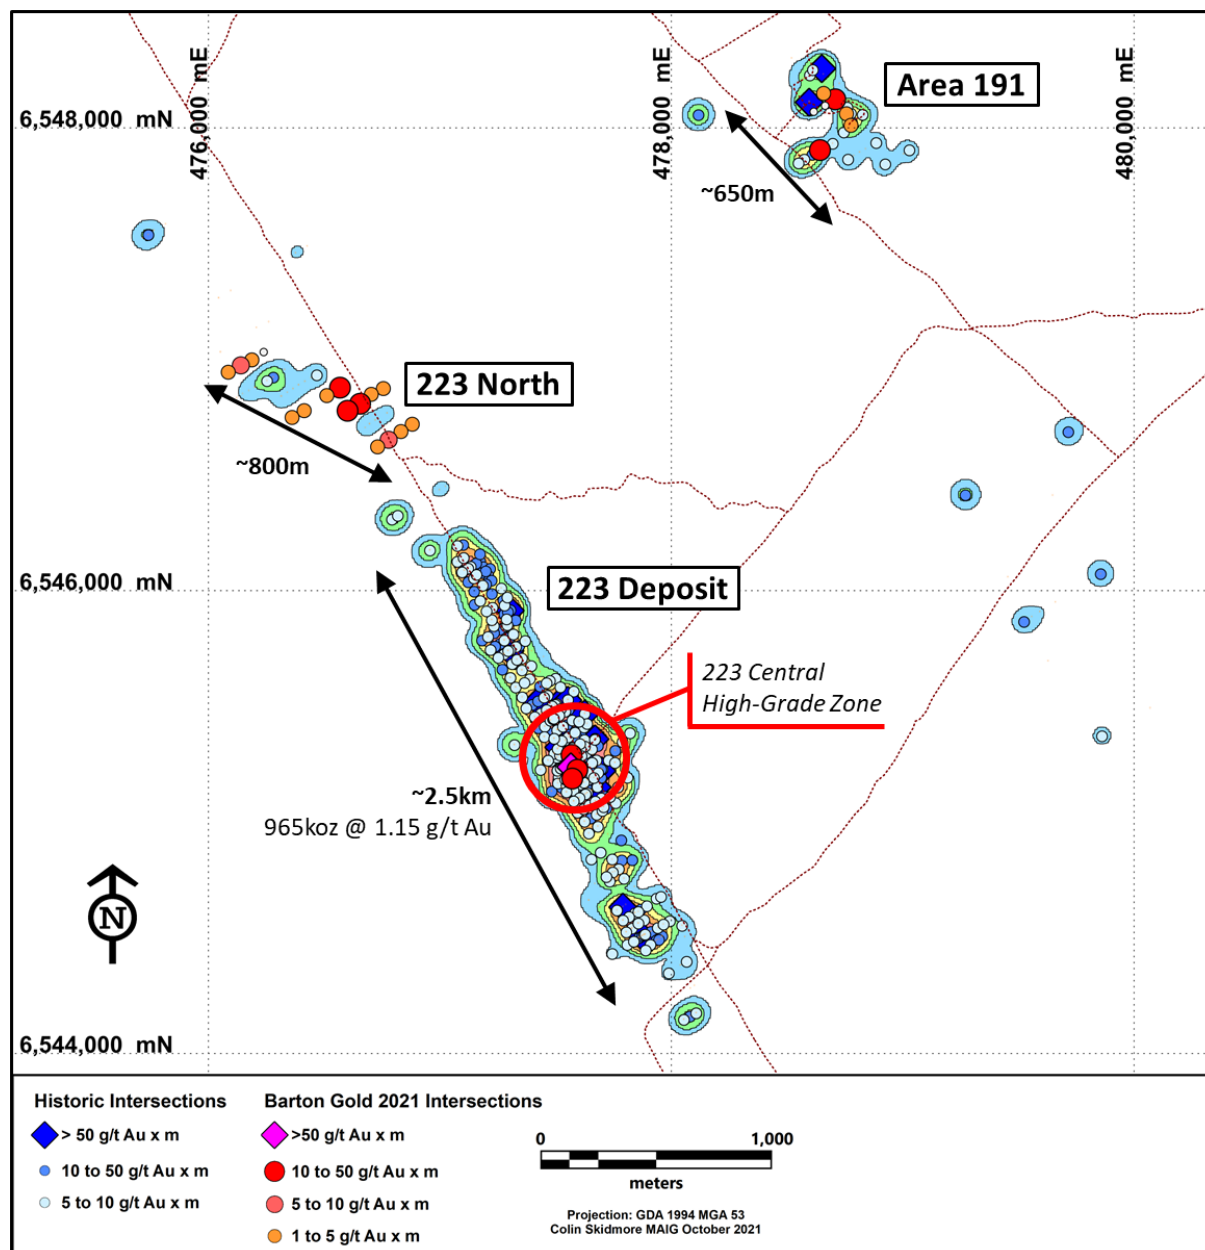 476,000 mE
478,000 mE
480,000 mE
Area 191
6,548,000 mN
~650m
223 North
~800m
6,546,000 mN
223 Deposit
223 Central
High-Grade Zone
~2.5km
965koz @ 1.15 g/t Au
N
6,544,000 mN
Historic Intersections
> 50 g/t Au x m
10 to 50 g/t Au x m
5 to 10 g/t Au x m
Barton Gold 2021 Intersections
>50 g/t Au x m
10 to 50 g/t Au x m
5 to 10 g/t Au x m
1 to 5 g/t Au x m
0 1,000
meters
Projection: GDA 1994 MGA 53
Colin Skidmore MAIG October 2021